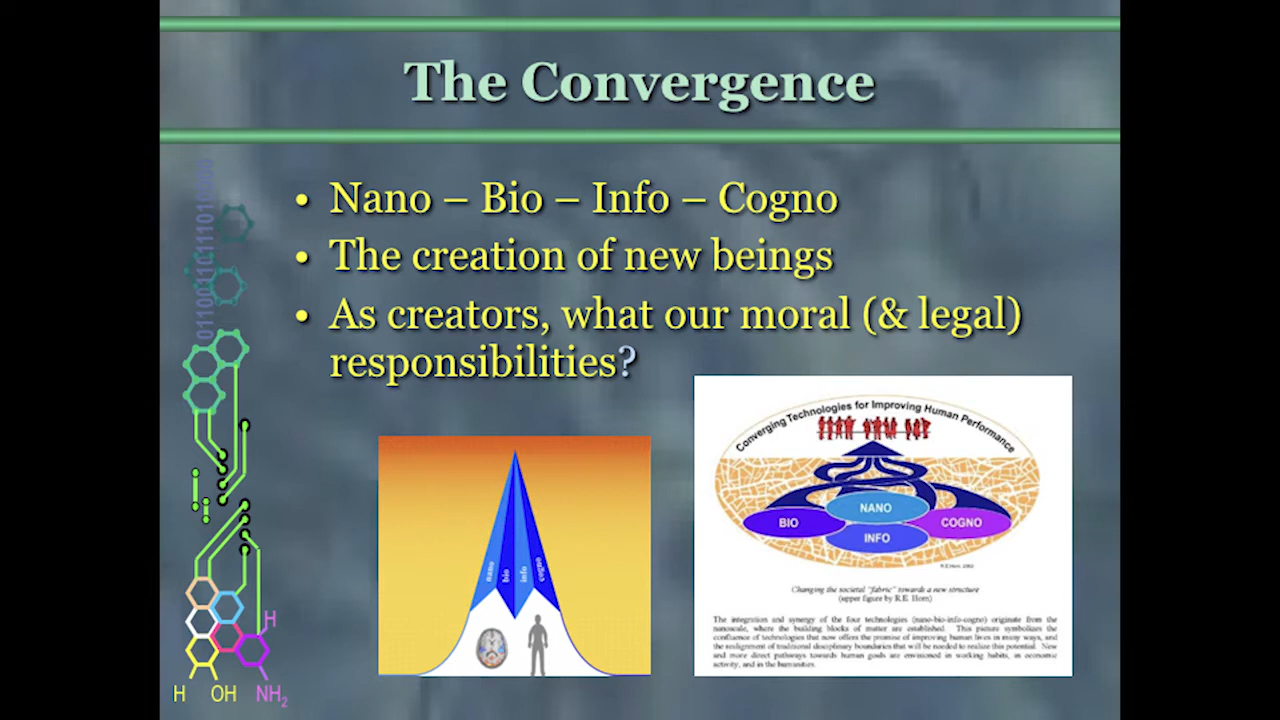 The Convergence
• Nano – Bio – Info – Cogno
• The creation of new beings
• As creators, what our moral (& legal)
responsibilities?
01100110111101010000
nano
bio
info
cogno
Converging Technologies for Improving Human Performance
NANO
BIO
COGNO
INFO
R.E.Horn, 2002
Changing the societal "fabric" towards a new structure
(upper figure by R.E. Horn)
The integration and synergy of the four technologies (nano-bio-info-cogno) originate from the
nanoscale, where the building blocks of matter are established. This picture symbolizes the
confluence of technologies that now offers the promise of improving human lives in many ways, and
the realignment of traditional disciplinary boundaries that will be needed to realize this potential. New
and more direct pathways towards human goals are envisioned in working habits, in economic
activity, and in the humanities.
H
H OH NH₂